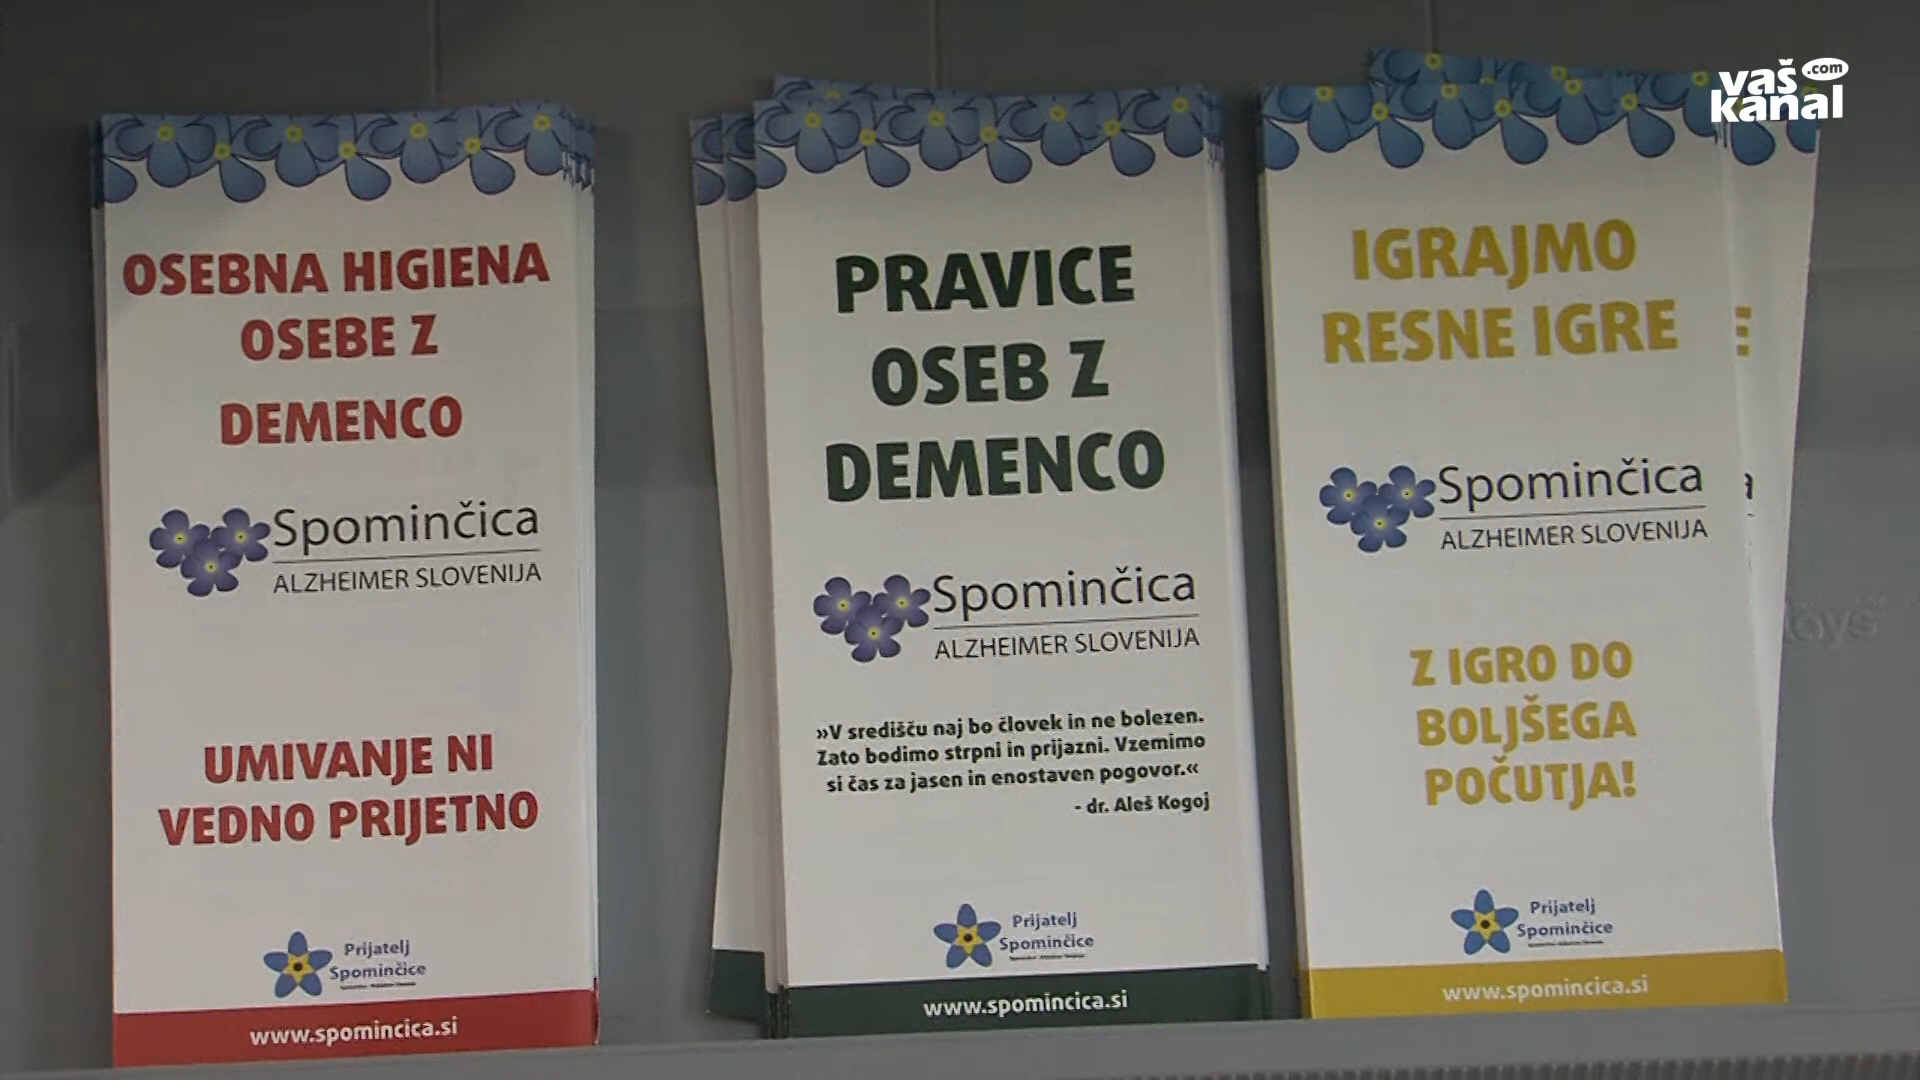 vaš .com
kanal
OSEBNA HIGIENA
OSEBE Z
DEMENCO
Spominčica
ALZHEIMER SLOVENIJA
UMIVANJE NI
VEDNO PRIJETNO
Prijatelj
Spominčice
www.spomincica.si
PRAVICE
OSEB Z
DEMENCO
Spominčica
ALZHEIMER SLOVENIJA
»V središču naj bo človek in ne bolezen.
Zato bodimo strpni in prijazni. Vzemimo
si čas za jasen in enostaven pogovor.«
- dr. Aleš Kogoj
Prijatelj
Spominčice
www.spomincica.si
IGRAJMO
RESNE IGRE
Spominčica
ALZHEIMER SLOVENIJA
Z IGRO DO
BOLJŠEGA
POČUTJA!
Prijatelj
Spominčice
www.spomincica.si